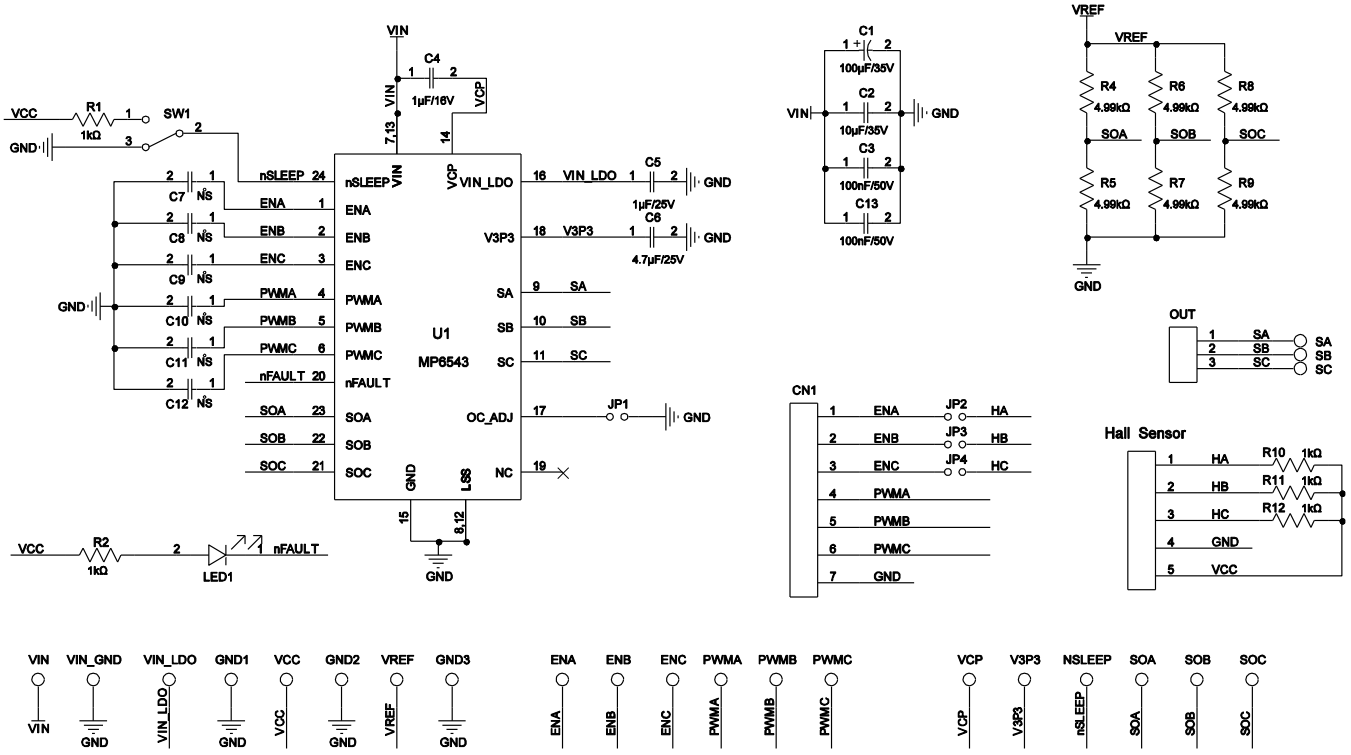 VIN
C4
1 2
1µF/16V
VIN
VCP
7,13
14
VCC
R1
1kΩ
1
SW1
2
GND
3
C1
1 + 2
100µF/35V
C2
1 2
10µF/35V
VIN
GND
C3
1 2
100nF/50V
C13
1 2
100nF/50V
VREF
VREF
R4
4.99kΩ
R6
4.99kΩ
R8
4.99kΩ
SOA
SOB
SOC
R5
4.99kΩ
R7
4.99kΩ
R9
4.99kΩ
GND
2 1
C7 NS
2 1
C8 NS
2 1
C9 NS
GND
2 1
C10 NS
2 1
C11 NS
2 1
C12 NS
nSLEEP 24
ENA 1
ENB 2
ENC 3
PWMA 4
PWMB 5
PWMC 6
nFAULT 20
SOA 23
SOB 22
SOC 21
VIN
VCP
nSLEEP
ENA
ENB
ENC
PWMA
PWMB
PWMC
nFAULT
SOA
SOB
SOC
U1
MP6543
VIN_LDO
V3P3
SA
SB
SC
OC_ADJ
NC
GND
LSS
15
8,12
GND
16 VIN_LDO
C5
1 2
1µF/25V
GND
18 V3P3
C6
1 2
4.7µF/25V
GND
9 SA
10 SB
11 SC
17
JP1
GND
19
VCC
R2
1kΩ
2
LED1
1
nFAULT
OUT
1 SA SA
2 SB SB
3 SC SC
CN1
1 ENA JP2 HA
2 ENB JP3 HB
3 ENC JP4 HC
4 PWMA
5 PWMB
6 PWMC
7 GND
Hall Sensor
1 HA R10 1kΩ
2 HB R11 1kΩ
3 HC R12 1kΩ
4 GND
5 VCC
VIN VIN_GND VIN_LDO GND1 VCC GND2 VREF GND3 ENA ENB ENC PWMA PWMB PWMC VCP V3P3 NSLEEP SOA SOB SOC
VIN GND VIN_LDO GND VCC GND VREF GND ENB ENB PWMC PWMA PWMB PWMC VCP V3P3 nSLEEP SOA SOB SOC